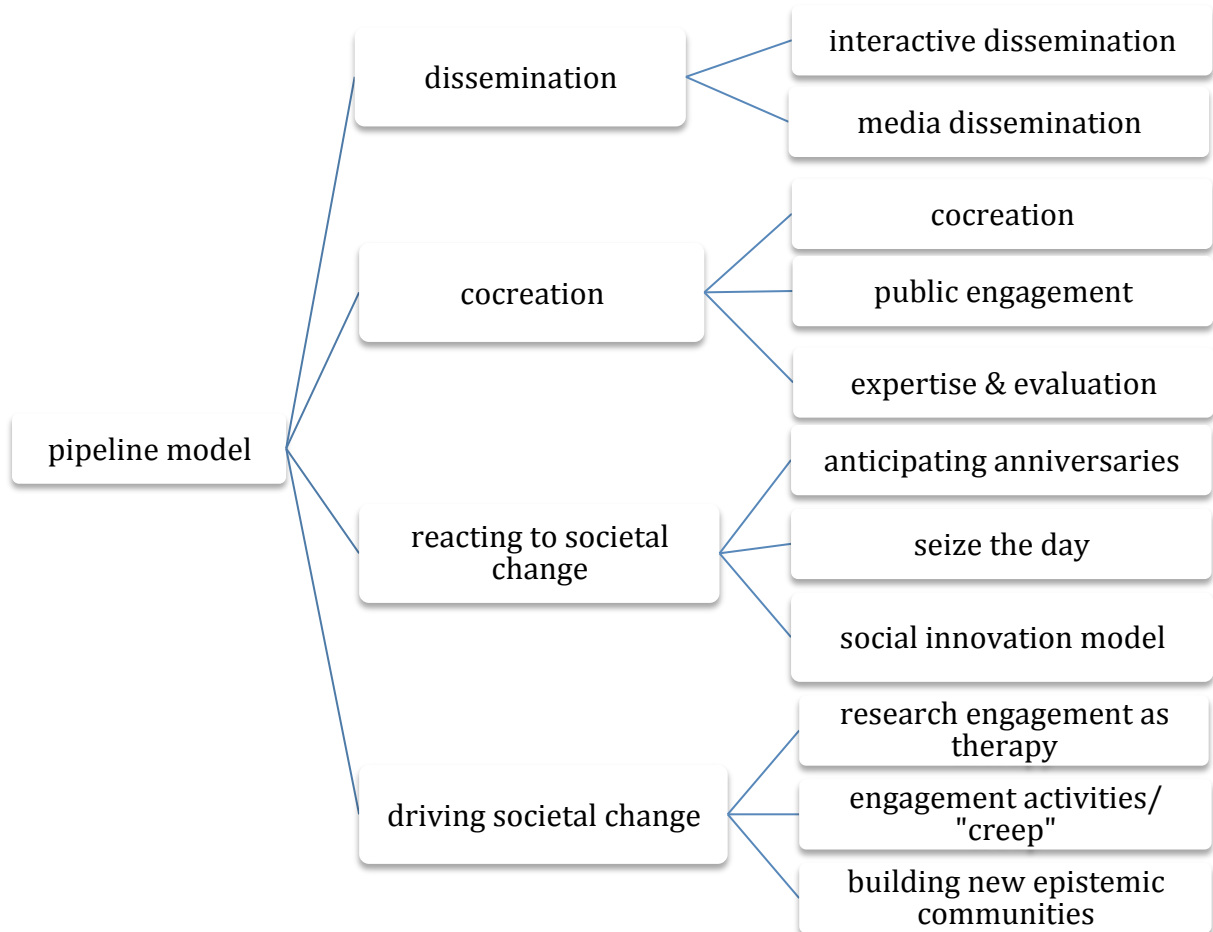 pipeline model
dissemination
interactive dissemination
media dissemination
cocreation
cocreation
public engagement
expertise & evaluation
reacting to societal
change
anticipating anniversaries
seize the day
social innovation model
driving societal change
research engagement as
therapy
engagement activities/
"creep"
building new epistemic
communities